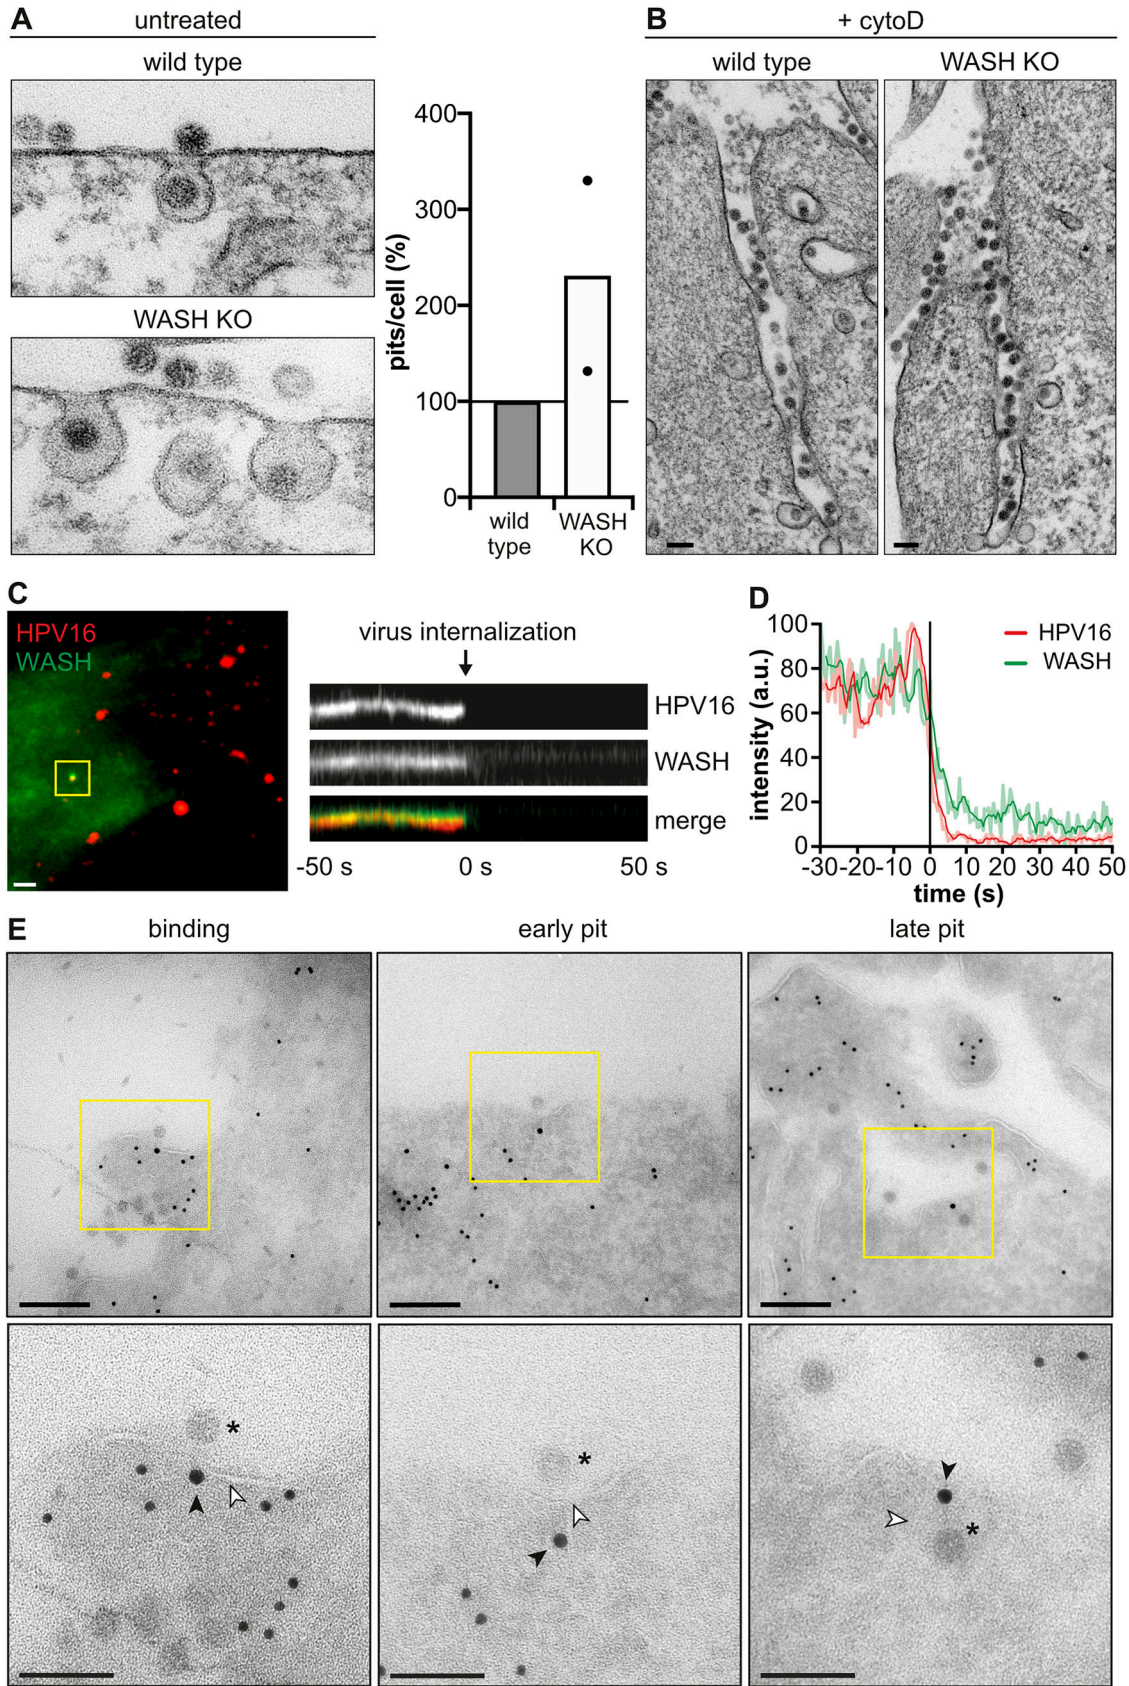 A
untreated
wild type
WASH KO
pits/cell (%)
400
300
200
100
0
wild
type
WASH
KO
B
+ cytoD
wild type
WASH KO
C
HPV16
WASH
virus internalization
HPV16
WASH
merge
-50 s
0 s
50 s
D
intensity (a.u.)
100
80
60
40
20
0
-30
-20
-10
0
10
20
30
40
50
time (s)
HPV16
WASH
E
binding
early pit
late pit
*
*
*